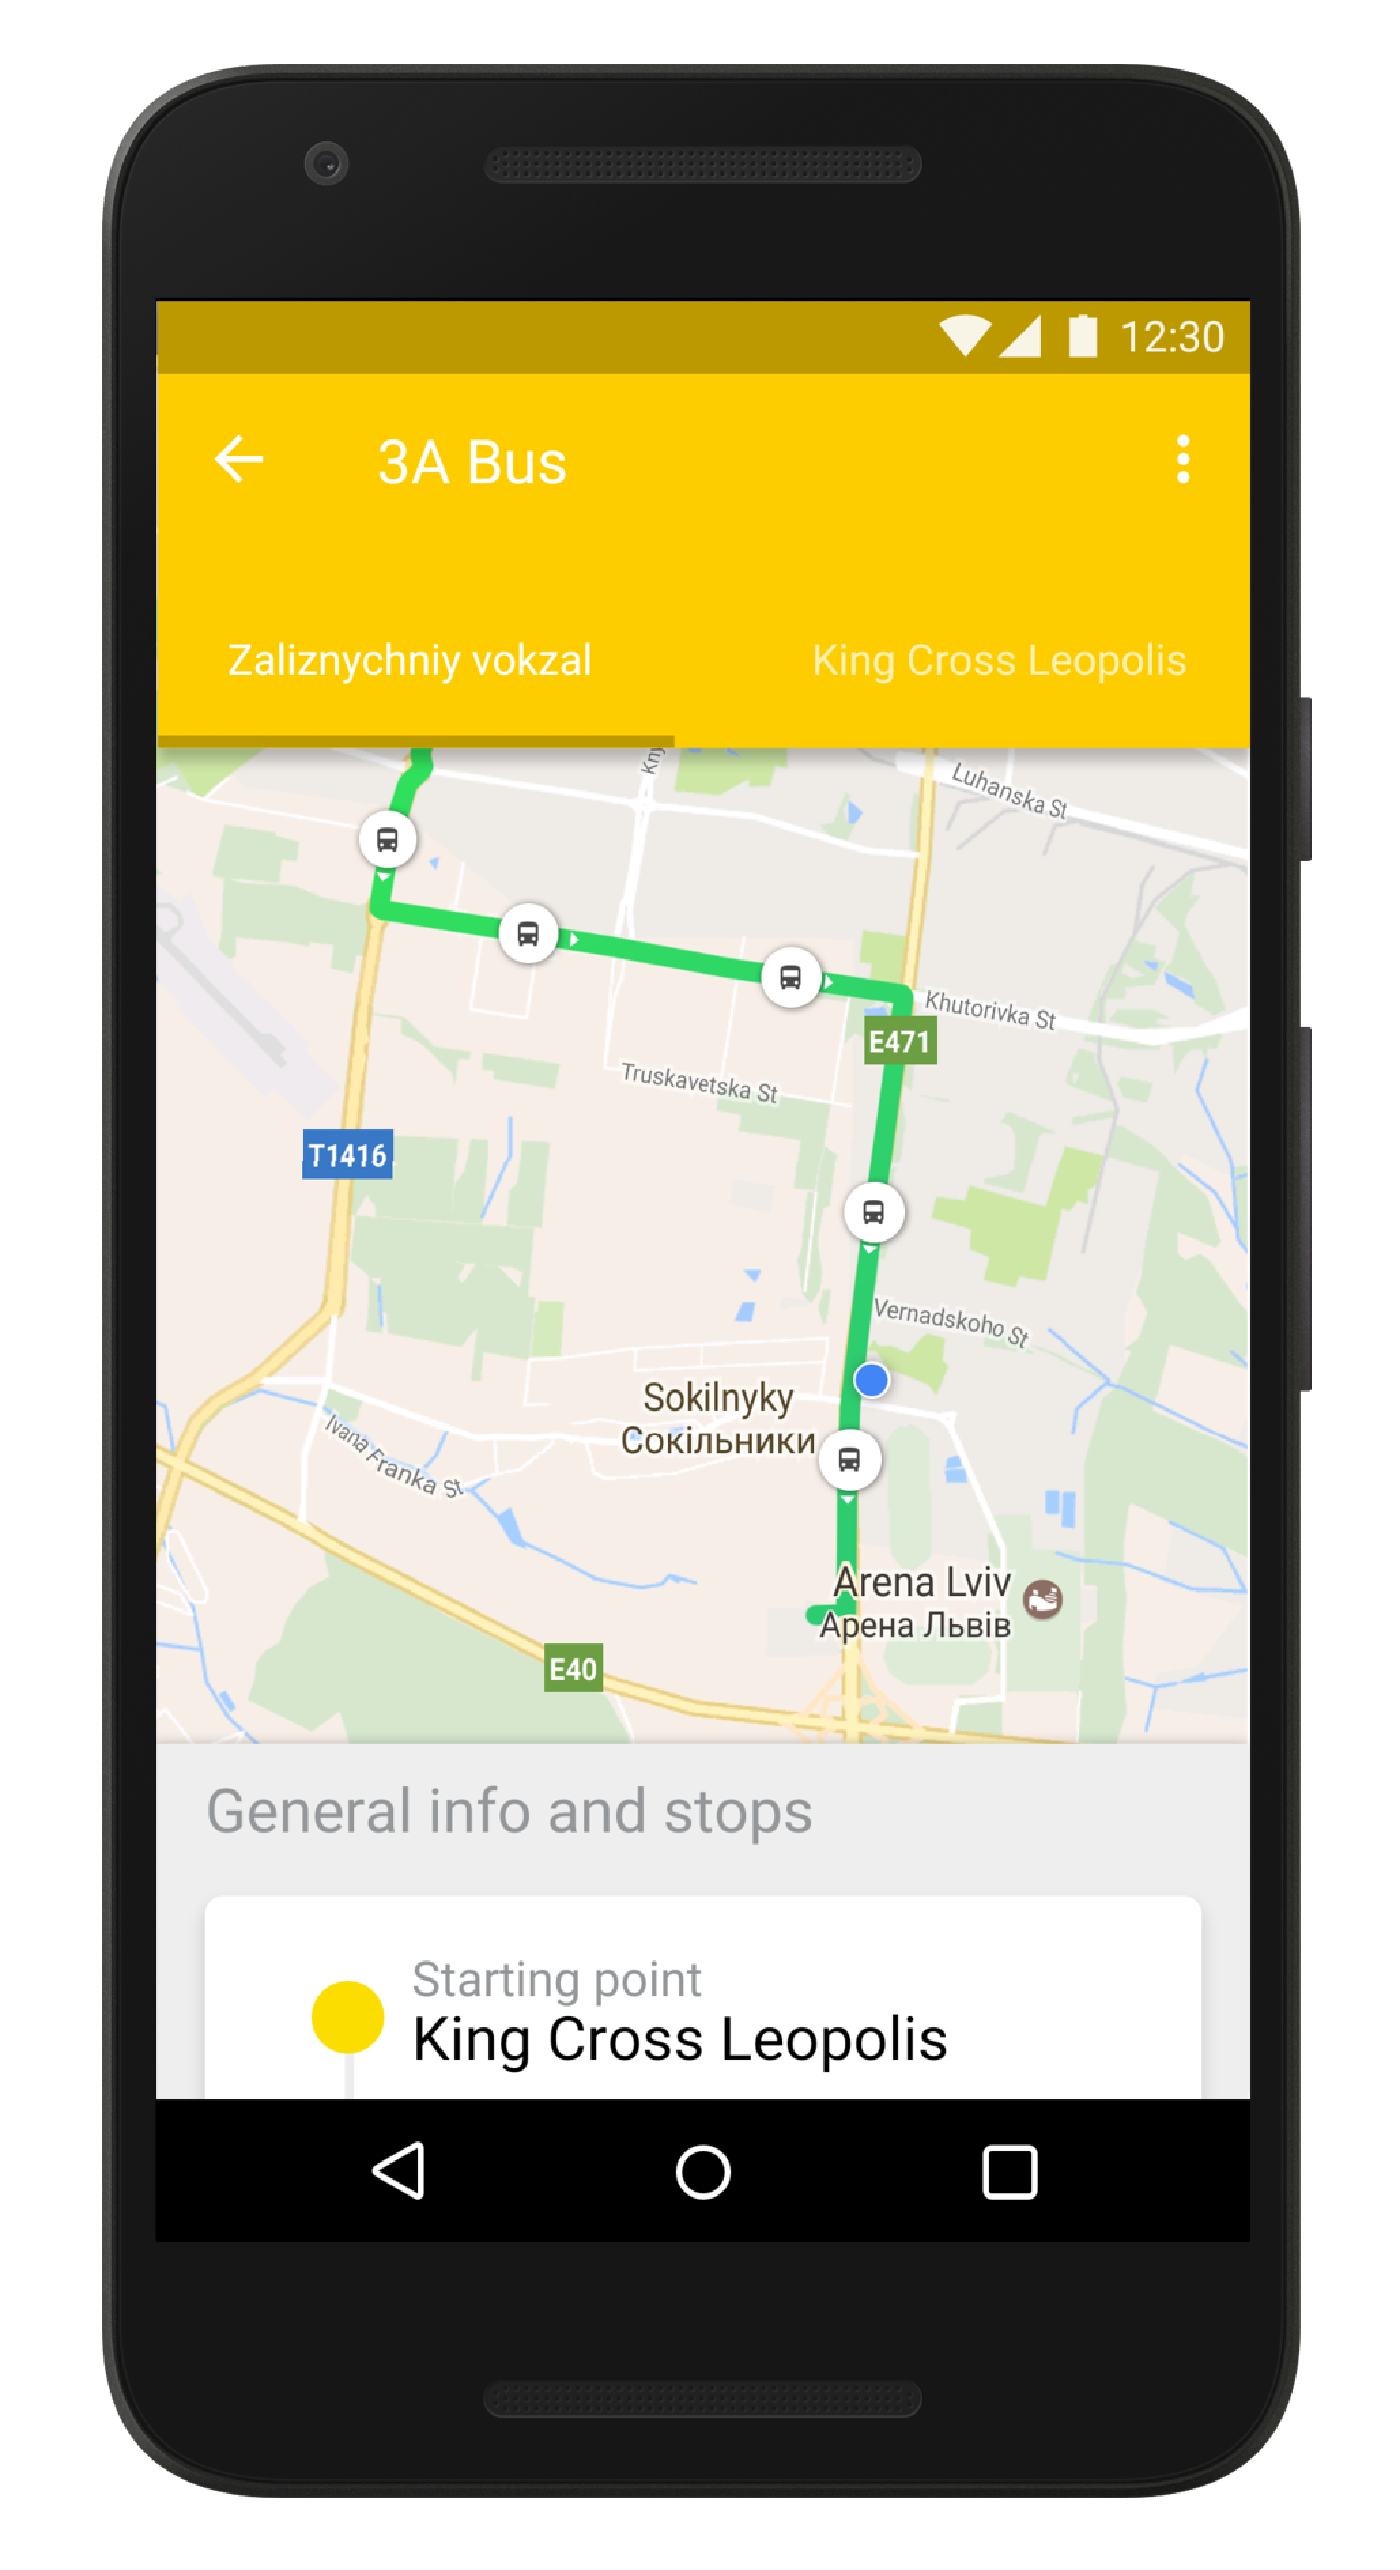 12:30
3A Bus
Zaliznychniy vokzal
King Cross Leopolis
Kny
Luhanska St
Khutorivka St
E471
Truskavetska St
T1416
Vernadskoho St
Sokilnyky
Сокільники
Ivana Franka St
Arena Lviv
Арена Львів
E40
General info and stops
Starting point
King Cross Leopolis